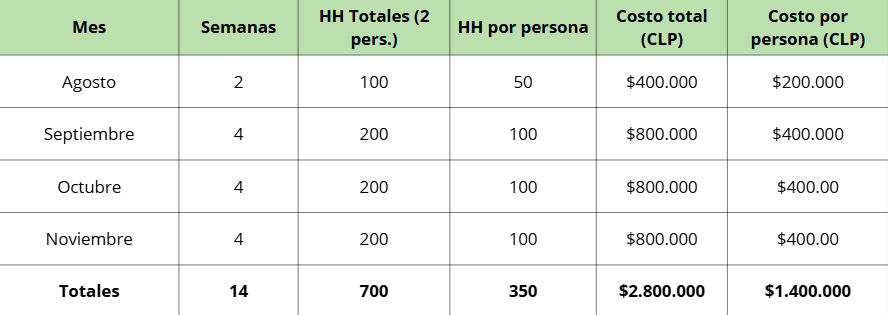 Mes Semanas HH Totales (2 pers.) HH por persona Costo total (CLP) Costo por persona (CLP)
Agosto 2 100 50 $400.000 $200.000
Septiembre 4 200 100 $800.000 $400.000
Octubre 4 200 100 $800.000 $400.00
Noviembre 4 200 100 $800.000 $400.00
Totales 14 700 350 $2.800.000 $1.400.000